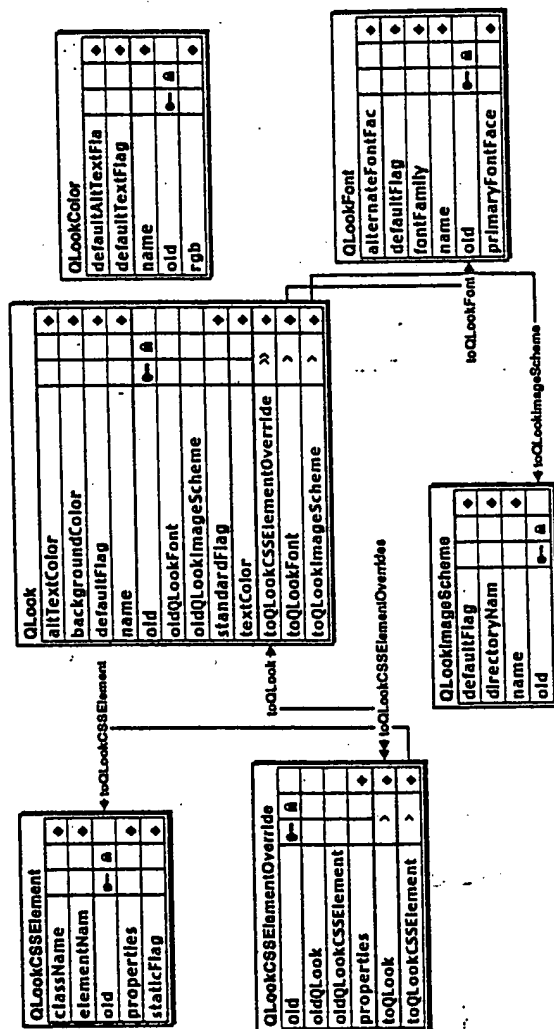 QLookColor
defaultAltTextFla
defaultTextFlag
name
oId
rgb
QLookFont
alternateFontFac
defaultFlag
fontFamily
name
oId
primaryFontFace
QLook
altTextColor
backgroundColor
defaultFlag
name
oId
oIdQLookFont
oIdQLookImageScheme
standardFlag
textColor
toQLookCSSElementOverride
toQLookFont
toQLookImageScheme
toQLookFont
toQLookImageScheme
QLookImageScheme
defaultFlag
directoryNam
name
oId
toQLookCSSElement
toQLook
toQLookCSSElementOverrides
QLookCSSElement
className
elementNam
oId
properties
staticFlag
QLookCSSElementOverride
oId
oIdQLook
oIdQLookCSSElement
properties
toQLook
toQLookCSSElement